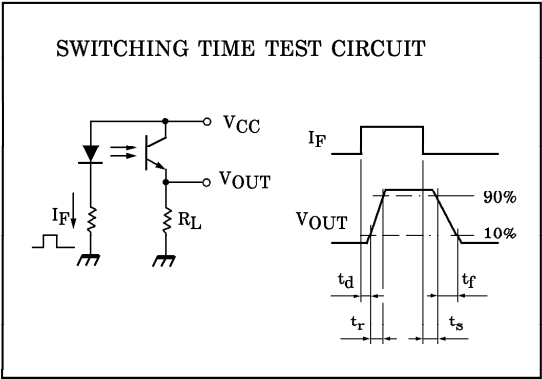 SWITCHING TIME TEST CIRCUIT
VCC
VOUT
IF
RL
IF
VOUT
90%
10%
td
tf
tr
ts